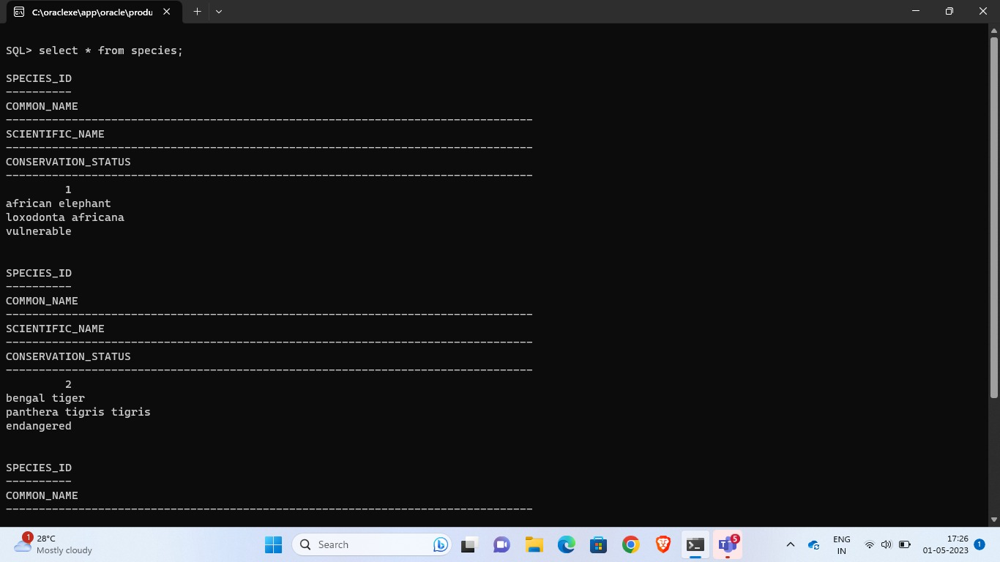 C:\oraclexe\app\oracle\produ
SQL> select * from species;
SPECIES_ID
----------
COMMON_NAME
--------------------------------------------------------------------------------
SCIENTIFIC_NAME
--------------------------------------------------------------------------------
CONSERVATION_STATUS
--------------------------------------------------------------------------------
1
african elephant
loxodonta africana
vulnerable
SPECIES_ID
----------
COMMON_NAME
--------------------------------------------------------------------------------
SCIENTIFIC_NAME
--------------------------------------------------------------------------------
CONSERVATION_STATUS
--------------------------------------------------------------------------------
2
bengal tiger
panthera tigris tigris
endangered
SPECIES_ID
----------
COMMON_NAME
--------------------------------------------------------------------------------
1
28°C
Mostly cloudy
Search
5
ENG
IN
17:26
01-05-2023
1